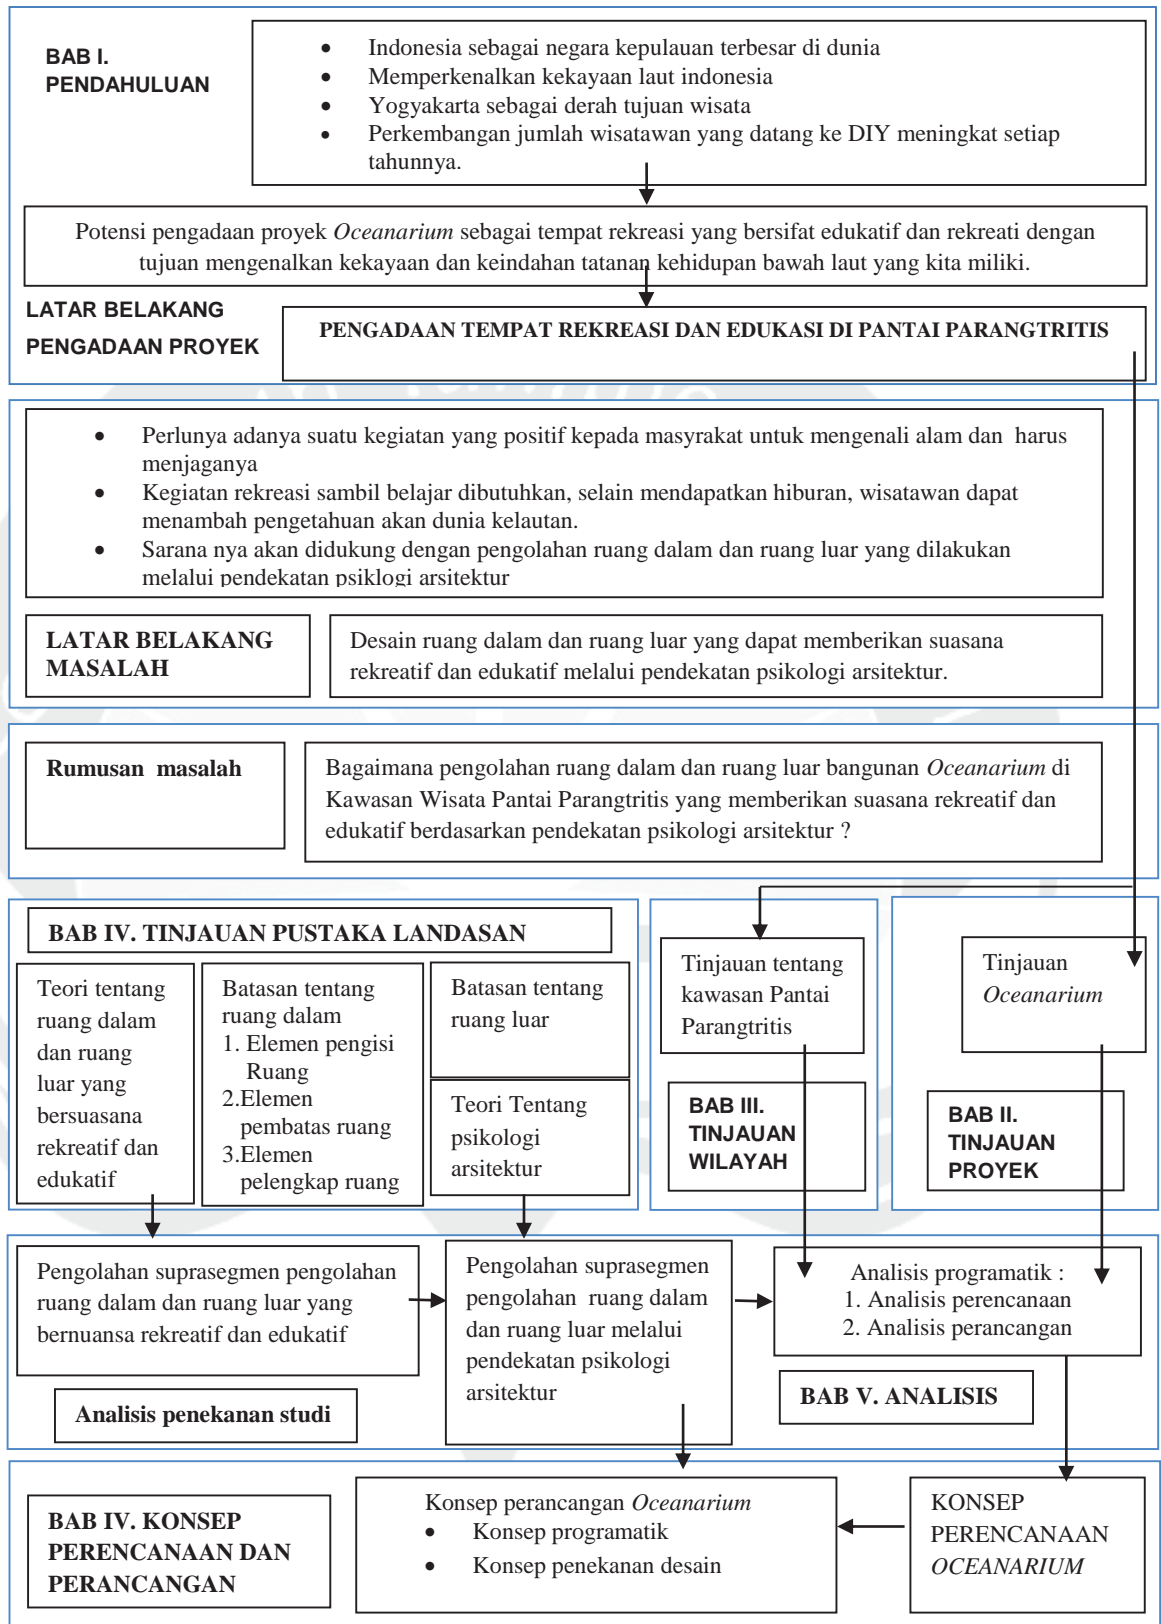 BAB I.
PENDAHULUAN
• Indonesia sebagai negara kepulauan terbesar di dunia
• Memperkenalkan kekayaan laut indonesia
• Yogyakarta sebagai derah tujuan wisata
• Perkembangan jumlah wisatawan yang datang ke DIY meningkat setiap
tahunnya.
Potensi pengadaan proyek Oceanarium sebagai tempat rekreasi yang bersifat edukatif dan rekreati dengan
tujuan mengenalkan kekayaan dan keindahan tatanan kehidupan bawah laut yang kita miliki.
LATAR BELAKANG
PENGADAAN PROYEK
PENGADAAN TEMPAT REKREASI DAN EDUKASI DI PANTAI PARANGTRITIS
• Perlunya adanya suatu kegiatan yang positif kepada masyrakat untuk mengenali alam dan harus
menjaganya
• Kegiatan rekreasi sambil belajar dibutuhkan, selain mendapatkan hiburan, wisatawan dapat
menambah pengetahuan akan dunia kelautan.
• Sarana nya akan didukung dengan pengolahan ruang dalam dan ruang luar yang dilakukan
melalui pendekatan psiklogi arsitektur
LATAR BELAKANG
MASALAH
Desain ruang dalam dan ruang luar yang dapat memberikan suasana
rekreatif dan edukatif melalui pendekatan psikologi arsitektur.
Rumusan masalah
Bagaimana pengolahan ruang dalam dan ruang luar bangunan Oceanarium di
Kawasan Wisata Pantai Parangtritis yang memberikan suasana rekreatif dan
edukatif berdasarkan pendekatan psikologi arsitektur ?
BAB IV. TINJAUAN PUSTAKA LANDASAN
Teori tentang
ruang dalam
dan ruang
luar yang
bersuasana
rekreatif dan
edukatif
Batasan tentang
ruang dalam
1. Elemen pengisi
Ruang
2.Elemen
pembatas ruang
3.Elemen
pelengkap ruang
Batasan tentang
ruang luar
Teori Tentang
psikologi
arsitektur
Tinjauan tentang
kawasan Pantai
Parangtritis
BAB III.
TINJAUAN
WILAYAH
Tinjauan
Oceanarium
BAB II.
TINJAUAN
PROYEK
Pengolahan suprasegmen pengolahan
ruang dalam dan ruang luar yang
bernuansa rekreatif dan edukatif
Analisis penekanan studi
Pengolahan suprasegmen
pengolahan ruang dalam
dan ruang luar melalui
pendekatan psikologi
arsitektur
Analisis programatik :
1. Analisis perencanaan
2. Analisis perancangan
BAB V. ANALISIS
BAB IV. KONSEP
PERENCANAAN DAN
PERANCANGAN
Konsep perancangan Oceanarium
• Konsep programatik
• Konsep penekanan desain
KONSEP
PERENCANAAN
OCEANARIUM